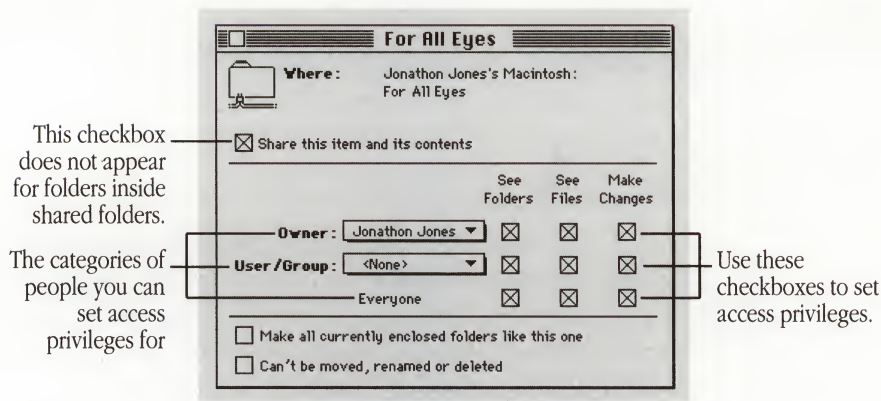 For All Eyes
Where: Jonathon Jones's Macintosh:
For All Eyes
This checkbox
does not appear
for folders inside
shared folders.
Share this item and its contents
See Folders
See Files
Make Changes
Owner: Jonathon Jones
User/Group: <None>
Everyone
The categories of
people you can
set access
privileges for
Use these
checkboxes to set
access privileges.
Make all currently enclosed folders like this one
Can't be moved, renamed or deleted